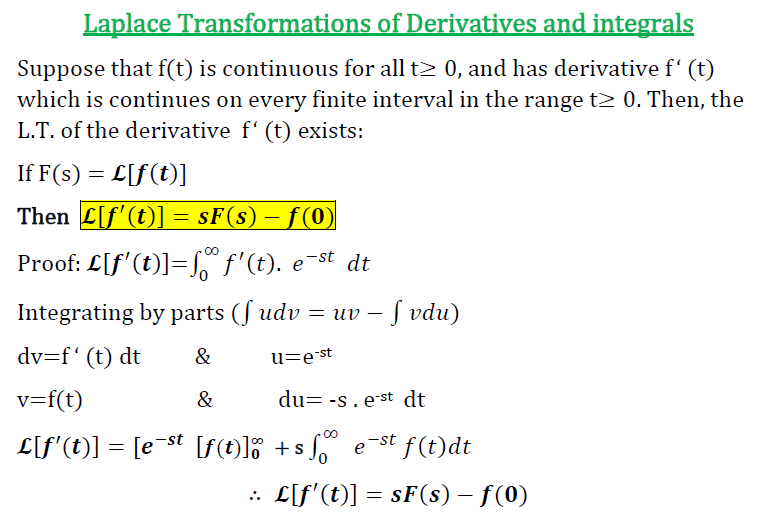 Laplace Transformations of Derivatives and integrals
Suppose that f(t) is continuous for all t≥ 0, and has derivative f‘ (t)
which is continues on every finite interval in the range t≥ 0. Then, the
L.T. of the derivative f‘ (t) exists:
If F(s) = ℒ[f(t)]
Then ℒ[f′(t)] = sF(s) − f(0)
Proof: ℒ[f′(t)]=∫₀^∞ f′(t). e^−st dt
Integrating by parts (∫ udv = uv − ∫ vdu)
dv=f‘ (t) dt & u=e^-st
v=f(t) & du= -s . e^-st dt
ℒ[f′(t)] = [e^−st [f(t)]₀^∞ + s ∫₀^∞ e^−st f(t)dt
∴ ℒ[f′(t)] = sF(s) − f(0)